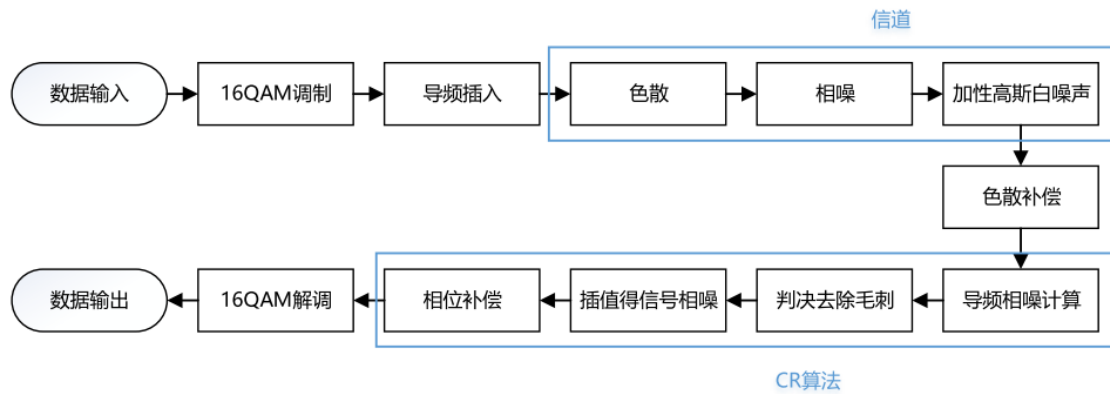 信道
数据输入
16QAM调制
导频插入
色散
相噪
加性高斯白噪声
色散补偿
导频相噪计算
判决去除毛刺
插值得信号相噪
相位补偿
16QAM解调
数据输出
CR算法